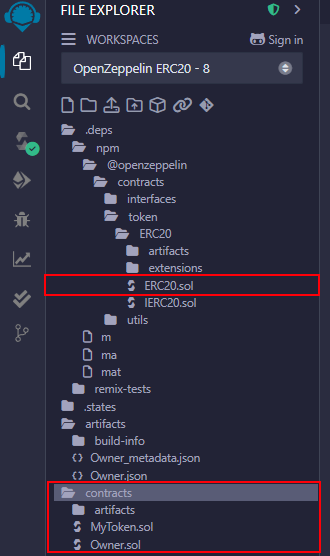 FILE EXPLORER
WORKSPACES Sign in
OpenZeppelin ERC20 - 8
.deps
npm
@openzeppelin
contracts
interfaces
token
ERC20
artifacts
extensions
ERC20.sol
IERC20.sol
utils
m
ma
mat
remix-tests
.states
artifacts
build-info
Owner_metadata.json
Owner.json
contracts
artifacts
MyToken.sol
Owner.sol